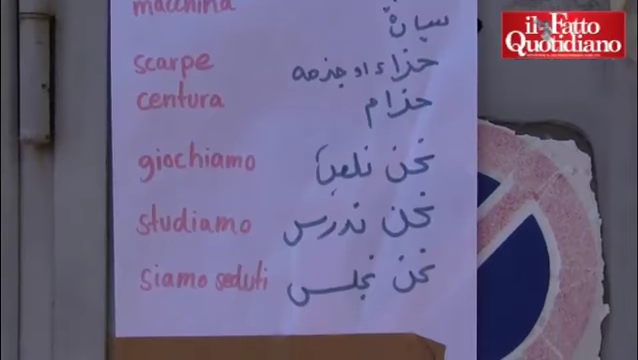 macchina سيارة
scarpe حذاء او جزمه
centura حزام
giochiamo نحن نلعب
studiamo نحن ندرس
siamo seduti نحن نجلس
il Fatto
Quotidiano